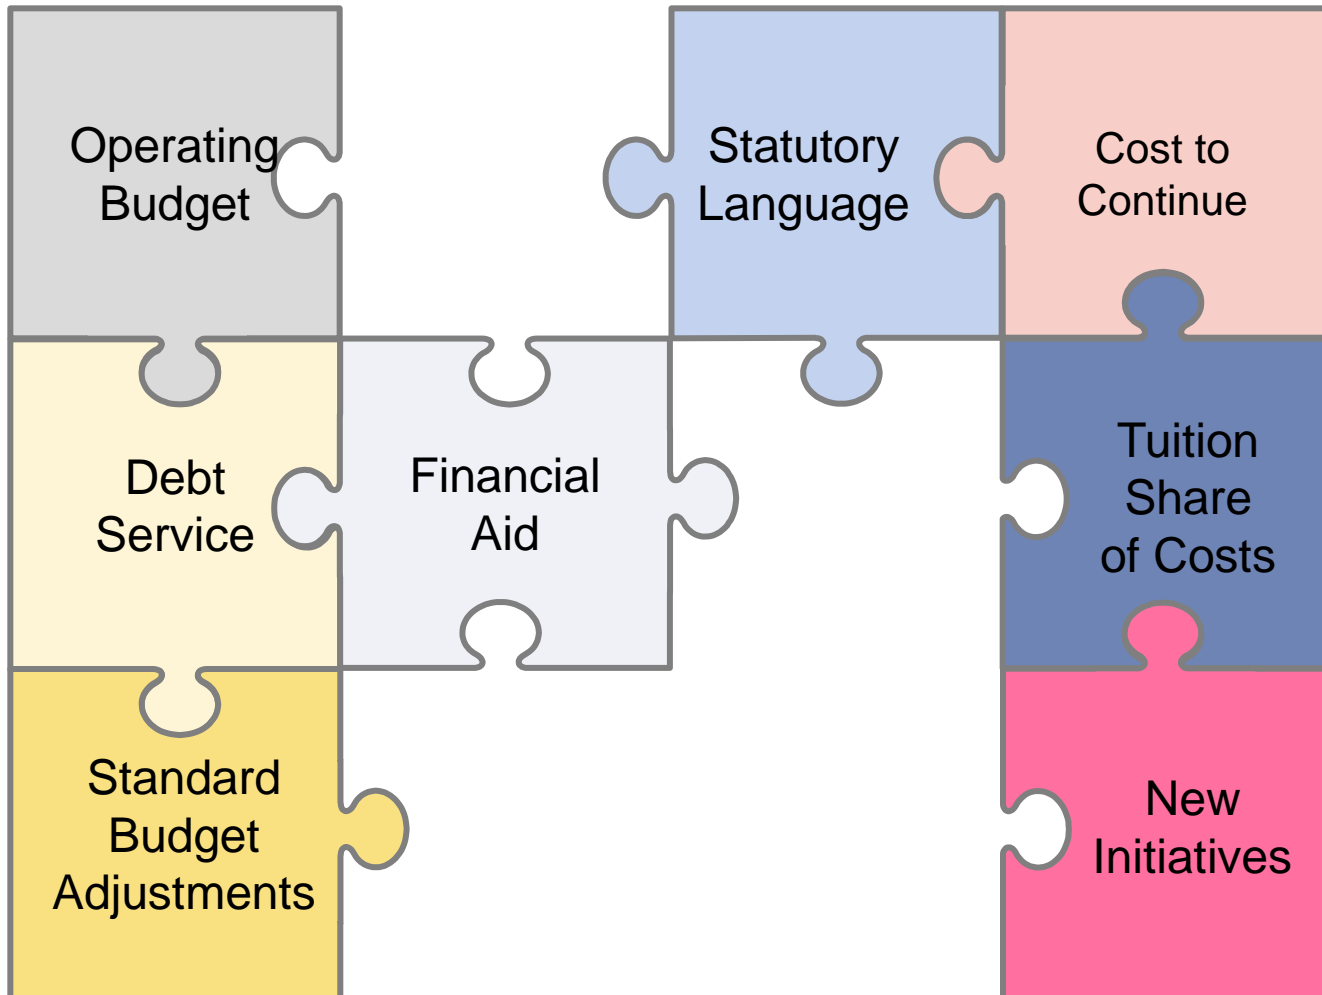 Operating
Budget
Statutory
Language
Cost to
Continue
Debt
Service
Financial
Aid
Tuition
Share
of Costs
Standard
Budget
Adjustments
New
Initiatives